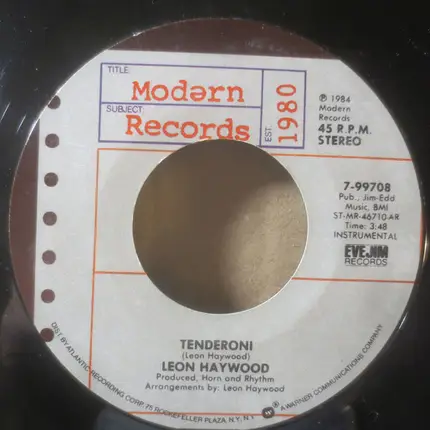 TITLE:
Modərn
SUBJECT:
Records
EST.
1980
℗ 1984
Modern
Records
45 R.P.M.
STEREO
7-99708
Pub., Jim-Edd
Music, BMI
ST-MR-46710-AR
Time: 3:48
INSTRUMENTAL
EVEJIM
RECORDS
TENDERONI
(Leon Haywood)
LEON HAYWOOD
Produced, Horn and Rhythm
Arrangements by: Leon Haywood
DIST. BY ATLANTIC RECORDING CORP., 75 ROCKEFELLER PLAZA, N.Y., N.Y. A WARNER COMMUNICATIONS COMPANY